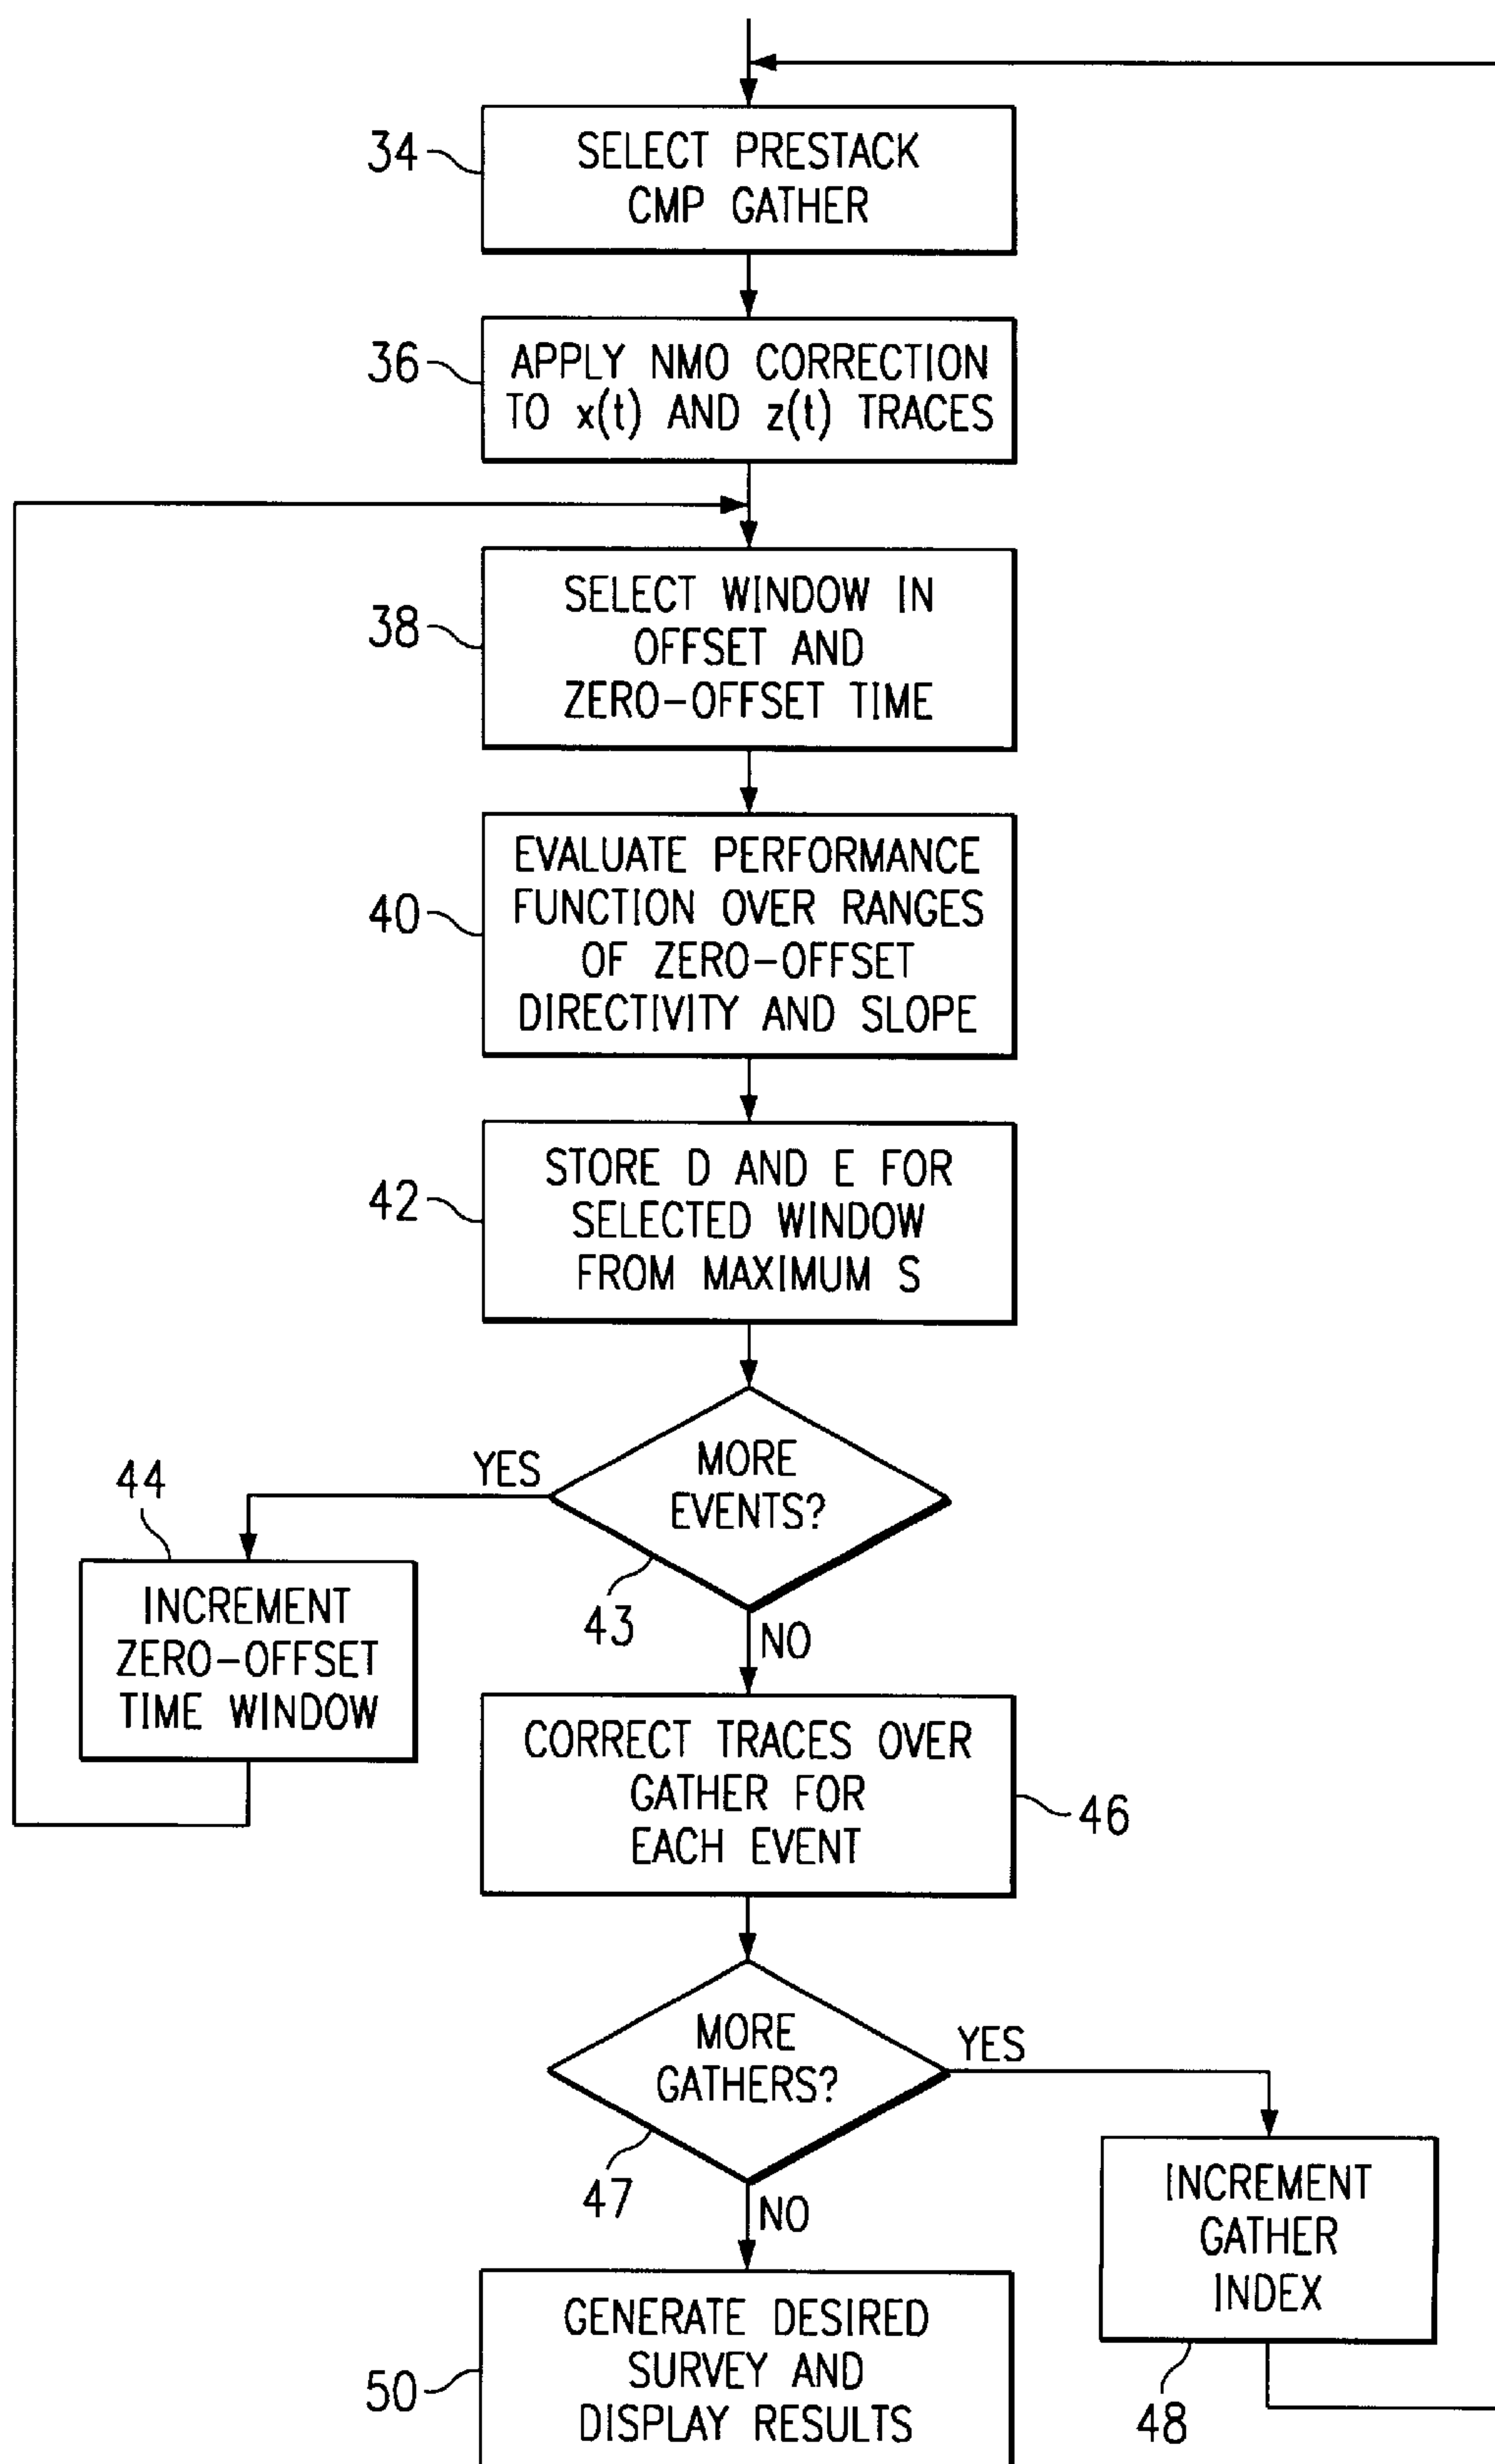 34
SELECT PRESTACK
CMP GATHER
36
APPLY NMO CORRECTION
TO x(t) AND z(t) TRACES
38
SELECT WINDOW IN
OFFSET AND
ZERO-OFFSET TIME
40
EVALUATE PERFORMANCE
FUNCTION OVER RANGES
OF ZERO-OFFSET
DIRECTIVITY AND SLOPE
42
STORE D AND E FOR
SELECTED WINDOW
FROM MAXIMUM S
MORE
EVENTS?
YES
43
NO
44
INCREMENT
ZERO-OFFSET
TIME WINDOW
CORRECT TRACES OVER
GATHER FOR
EACH EVENT
46
MORE
GATHERS?
YES
47
NO
INCREMENT
GATHER
INDEX
48
50
GENERATE DESIRED
SURVEY AND
DISPLAY RESULTS